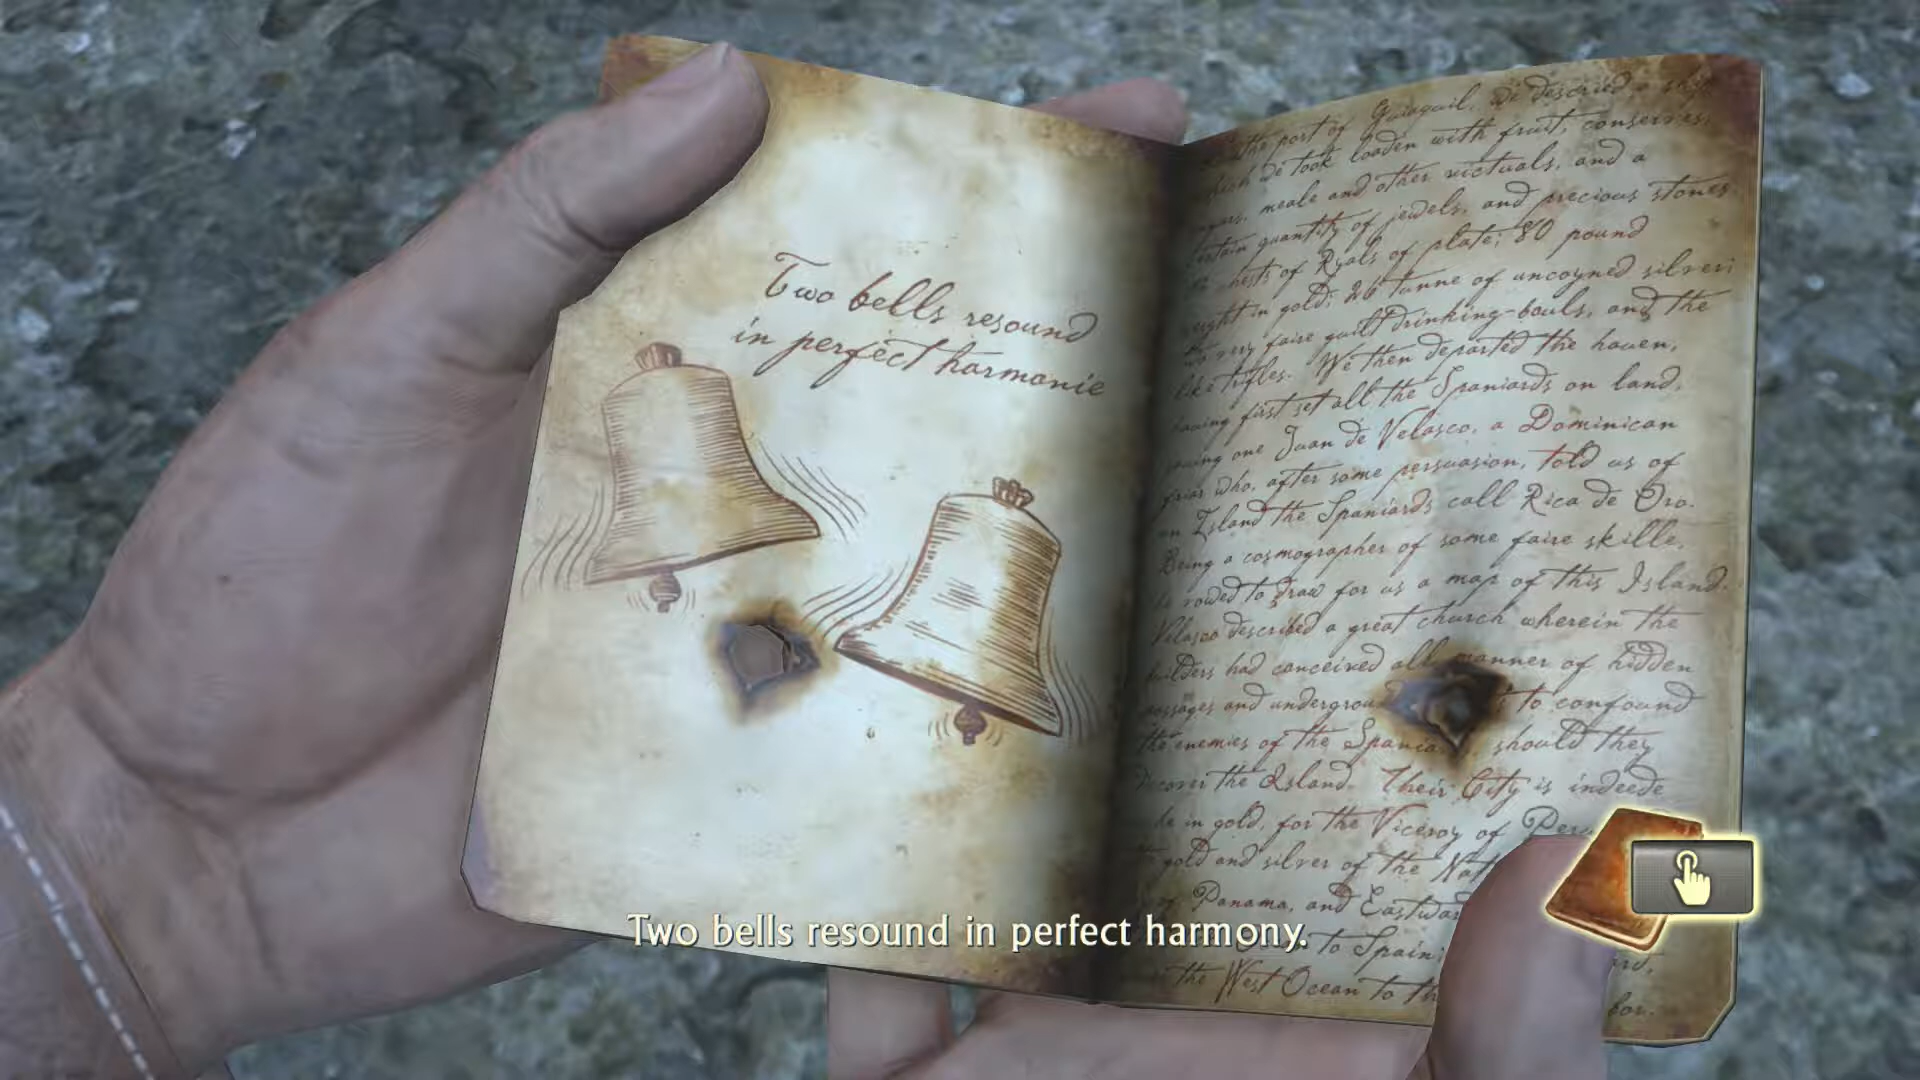 Two bells resound
in perfect harmonie
the port of Guiaquil, we descried a ship
which we took loaden with fruit, conserves,
meale and other victuals, and a
certain quantity of jewels, and precious stones
chests of Ryals of plate; 80 pound
weight in gold; 26 tunne of uncoyned silver;
two very faire guilt drinking-bouls, and the
like trifles. We then departed the haven,
having first set all the Spaniards on land,
saving one Juan de Velasco, a Dominican
friar who, after some persuasion, told us of
an Island the Spaniards call Rica de Oro.
Being a cosmographer of some faire skille,
he vowed to draw for us a map of this Island.
Velasco described a great church wherein the
builders had conceived all manner of hidden
passages and undergroun to confound
the enemies of the Spania should they
discover the Island. Their City is indeede
in gold, for the Viceroy of Peru
gold and silver of the Nat
of Panama, and Eastwar
to Spain;
the West Ocean to th
Two bells resound in perfect harmony.